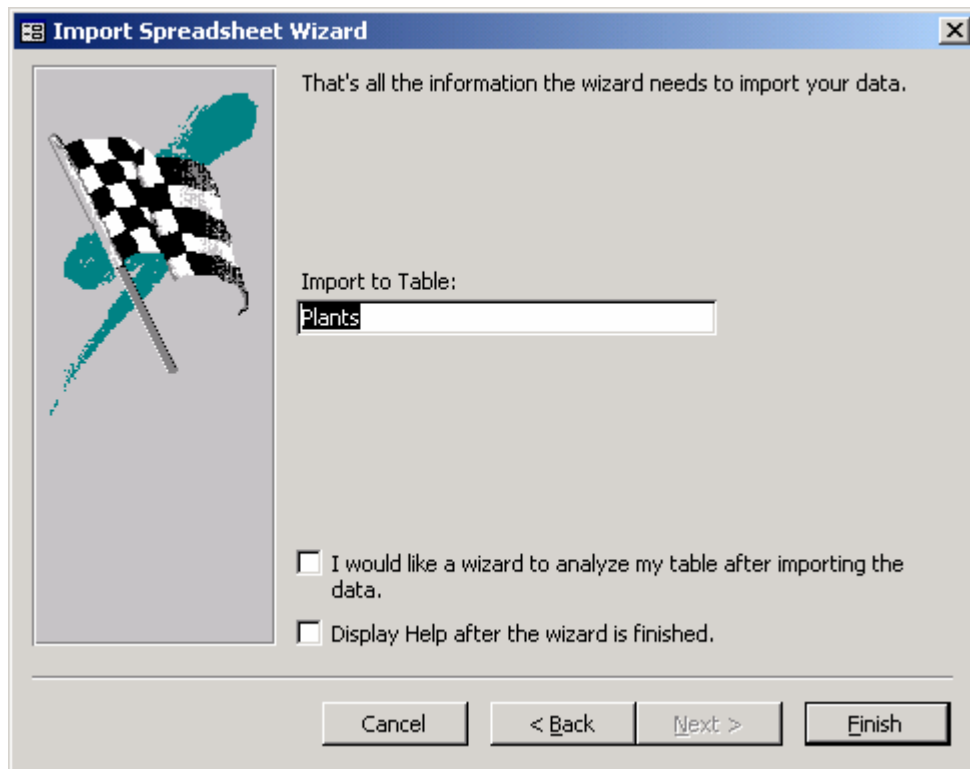 Import Spreadsheet Wizard
That's all the information the wizard needs to import your data.
Import to Table:
Plants
I would like a wizard to analyze my table after importing the
data.
Display Help after the wizard is finished.
Cancel < Back Next > Finish